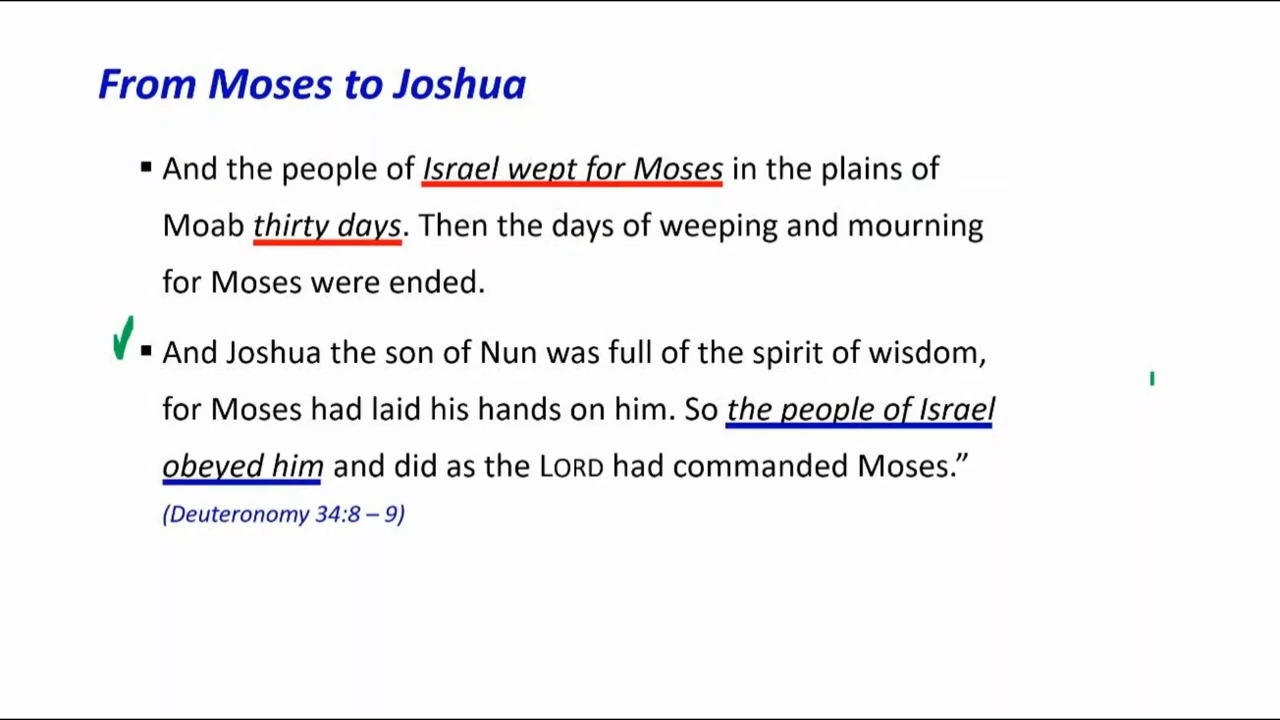 From Moses to Joshua
▪ And the people of Israel wept for Moses in the plains of
Moab thirty days. Then the days of weeping and mourning
for Moses were ended.
▪ And Joshua the son of Nun was full of the spirit of wisdom,
for Moses had laid his hands on him. So the people of Israel
obeyed him and did as the LORD had commanded Moses.”
(Deuteronomy 34:8 – 9)